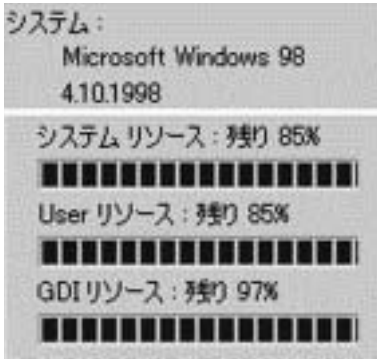 システム :
Microsoft Windows 98
4.10.1998
システム リソース : 残り 85%
User リソース : 残り 85%
GDI リソース : 残り 97%